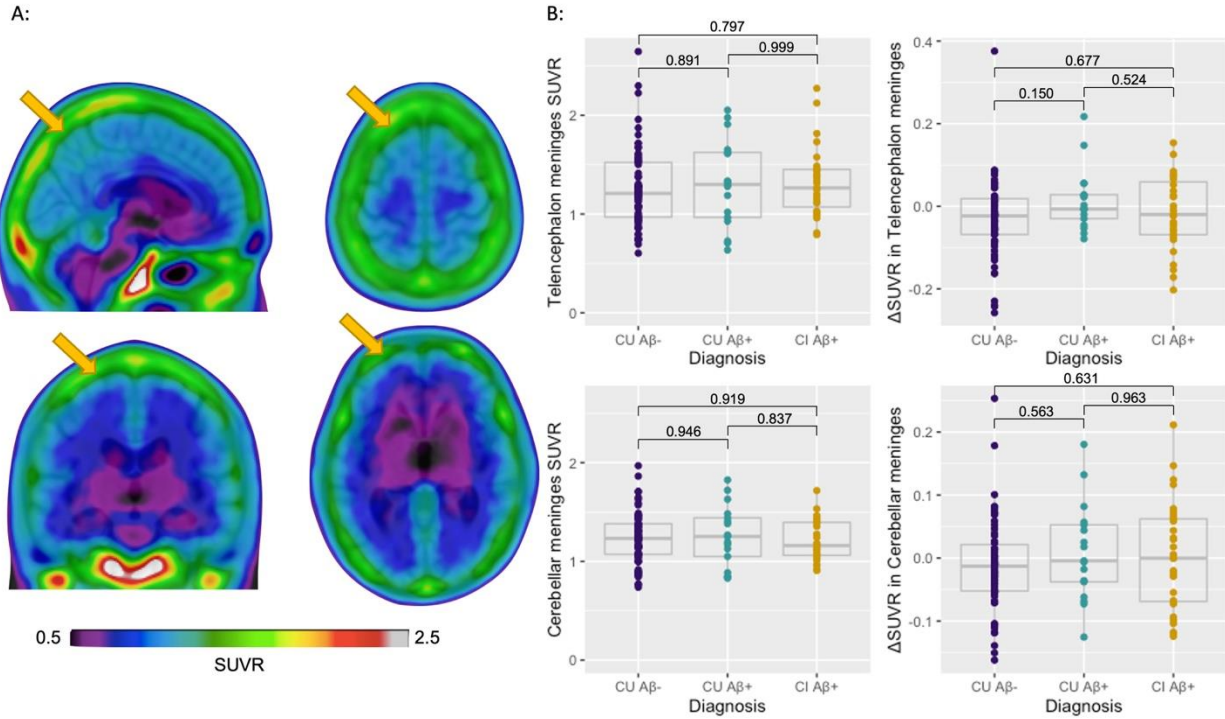 A:
0.5
2.5
SUVR
B:
Telencephalon meninges SUVR
0.797
0.891
0.999
2
1
0
CU Aβ-
CU Aβ+
CI Aβ+
Diagnosis
ΔSUVR in Telencephalon meninges
0.677
0.150
0.524
0.4
0.2
0.0
-0.2
CU Aβ-
CU Aβ+
CI Aβ+
Diagnosis
Cerebellar meninges SUVR
0.919
0.946
0.837
2
1
0
CU Aβ-
CU Aβ+
CI Aβ+
Diagnosis
ΔSUVR in Cerebellar meninges
0.631
0.563
0.963
0.2
0.1
0.0
-0.1
CU Aβ-
CU Aβ+
CI Aβ+
Diagnosis